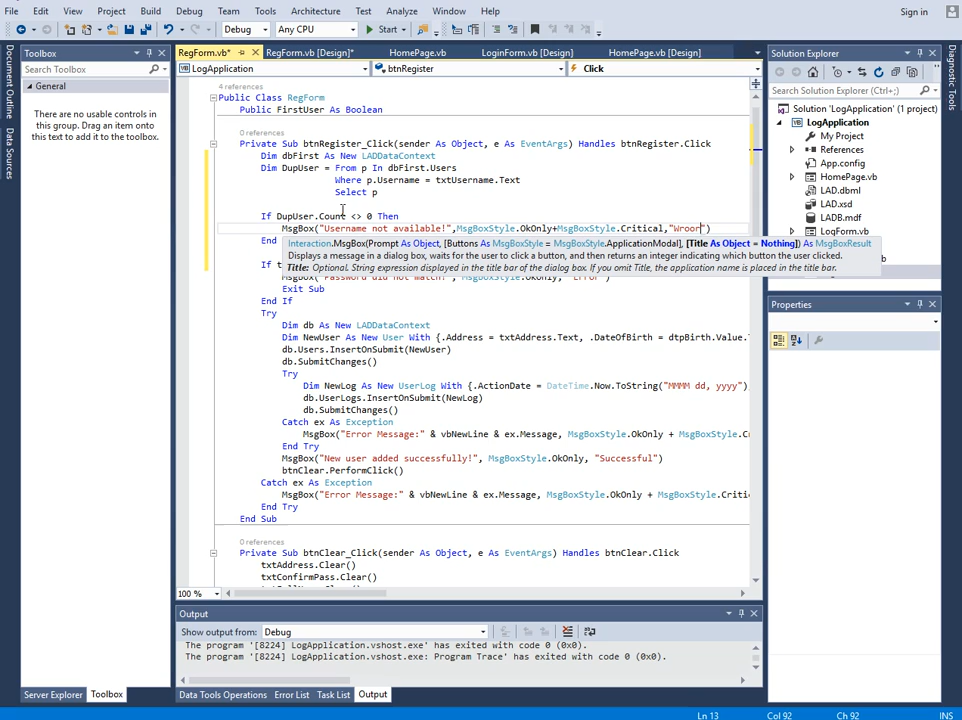 File Edit View Project Build Debug Team Tools Architecture Test Analyze Window Help Sign in
Debug Any CPU Start
Toolbox
Search Toolbox
General
There are no usable controls in
this group. Drag an item onto
this text to add it to the toolbox.
Document Outline
Data Sources
RegForm.vb* RegForm.vb [Design]* HomePage.vb LoginForm.vb [Design] HomePage.vb [Design]
LogApplication btnRegister Click
4 references
Public Class RegForm
Public FirstUser As Boolean
0 references
Private Sub btnRegister_Click(sender As Object, e As EventArgs) Handles btnRegister.Click
Dim dbFirst As New LADDataContext
Dim DupUser = From p In dbFirst.Users
Where p.Username = txtUsername.Text
Select p
If DupUser.Count <> 0 Then
MsgBox("Username not available!",MsgBoxStyle.OkOnly+MsgBoxStyle.Critical,"Wroor")
End
Interaction.MsgBox(Prompt As Object, [Buttons As MsgBoxStyle = MsgBoxStyle.ApplicationModal], [Title As Object = Nothing]) As MsgBoxResult
Displays a message in a dialog box, waits for the user to click a button, and then returns an integer indicating which button the user clicked.
Title: Optional. String expression displayed in the title bar of the dialog box. If you omit Title, the application name is placed in the title bar.
If t
MsgBox("Password did not match!", MsgBoxStyle.OkOnly, "Error")
Exit Sub
End If
Try
Dim db As New LADDataContext
Dim NewUser As New User With {.Address = txtAddress.Text, .DateOfBirth = dtpBirth.Value.T
db.Users.InsertOnSubmit(NewUser)
db.SubmitChanges()
Try
Dim NewLog As New UserLog With {.ActionDate = DateTime.Now.ToString("MMMM dd, yyyy")
db.UserLogs.InsertOnSubmit(NewLog)
db.SubmitChanges()
Catch ex As Exception
MsgBox("Error Message:" & vbNewLine & ex.Message, MsgBoxStyle.OkOnly + MsgBoxStyle.Cr
End Try
MsgBox("New user added successfully!", MsgBoxStyle.OkOnly, "Successful")
btnClear.PerformClick()
Catch ex As Exception
MsgBox("Error Message:" & vbNewLine & ex.Message, MsgBoxStyle.OkOnly + MsgBoxStyle.Critic
End Try
End Sub
0 references
Private Sub btnClear_Click(sender As Object, e As EventArgs) Handles btnClear.Click
txtAddress.Clear()
txtConfirmPass.Clear()
100 %
Output
Show output from: Debug
The program '[8224] LogApplication.vshost.exe' has exited with code 0 (0x0).
The program '[8224] LogApplication.vshost.exe: Program Trace' has exited with code 0 (0x0).
Server Explorer Toolbox Data Tools Operations Error List Task List Output
Solution Explorer
Search Solution Explorer (Ctrl+;)
Solution 'LogApplication' (1 project)
LogApplication
My Project
References
App.config
HomePage.vb
LAD.dbml
LAD.xsd
LADB.mdf
LogForm.vb
Properties
Diagnostic Tools
Ln 13 Col 92 Ch 92 INS